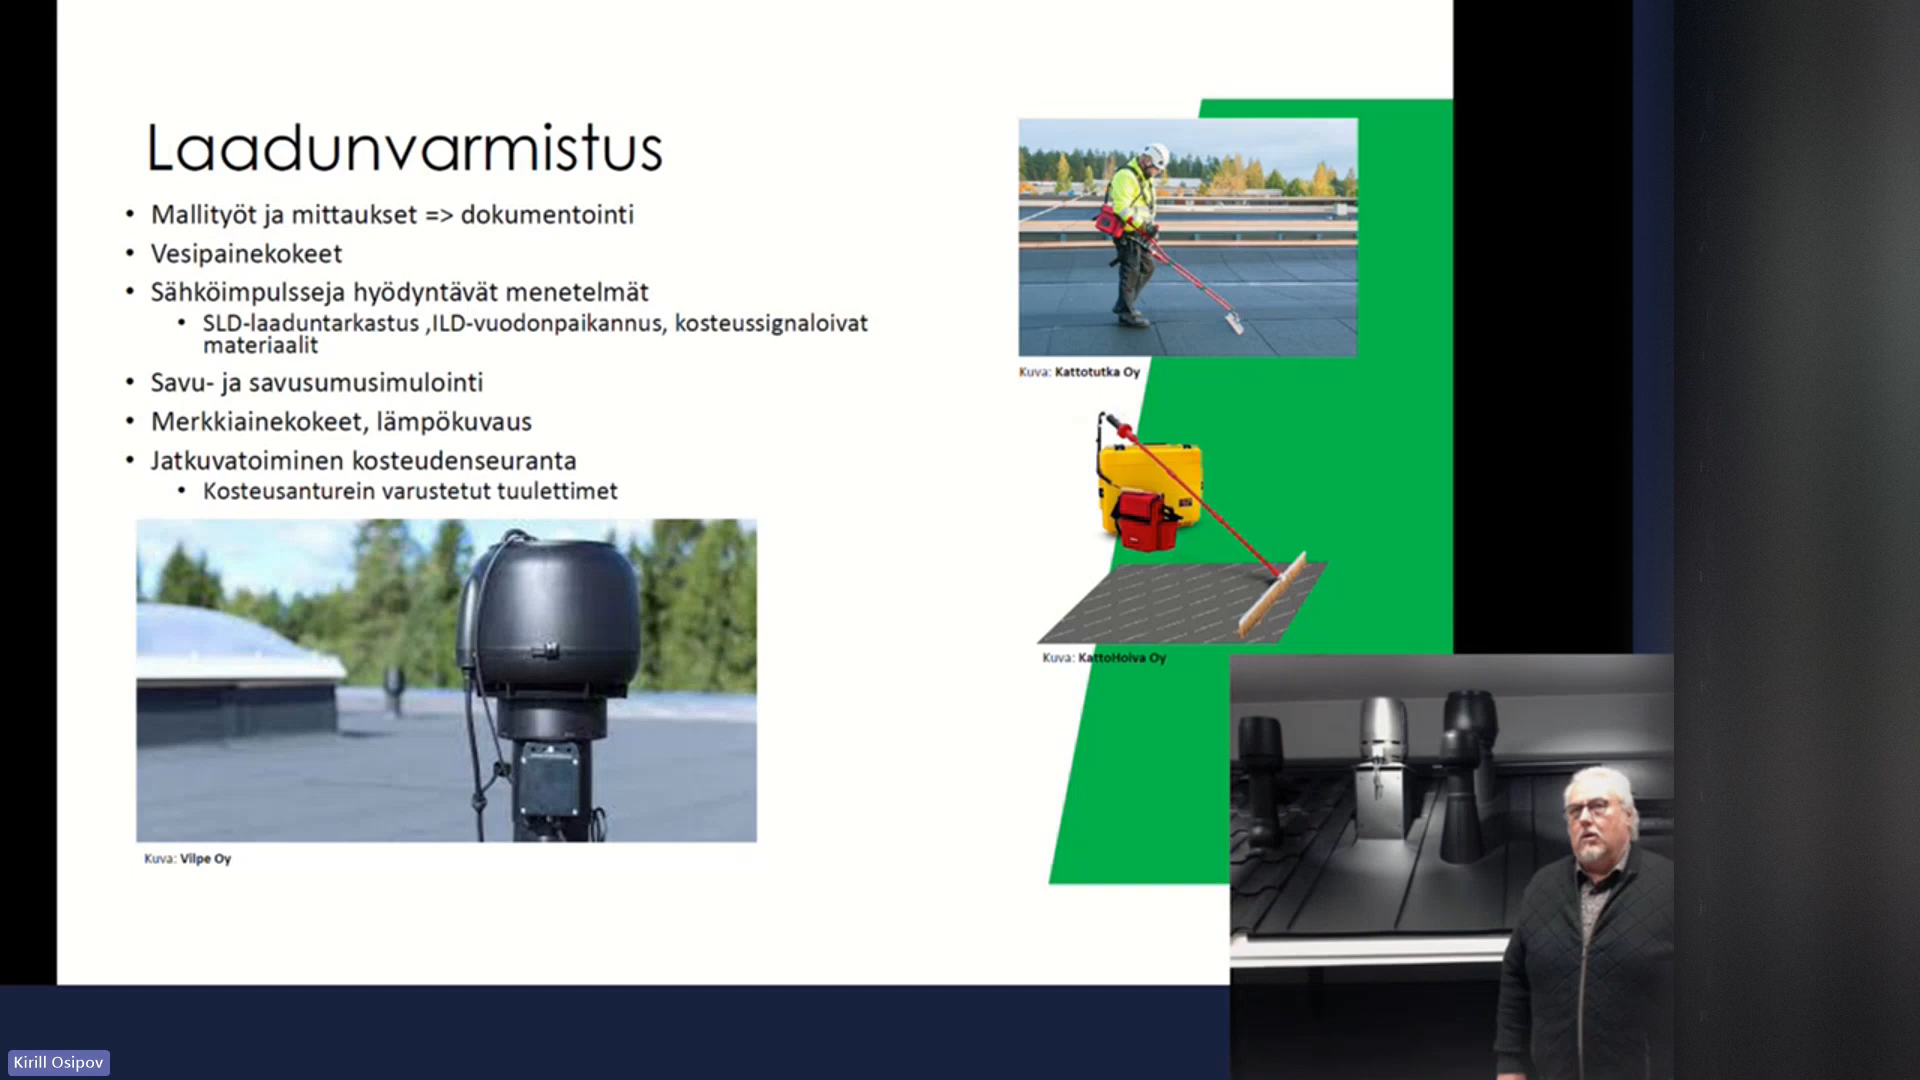 Laadunvarmistus
• Mallityöt ja mittaukset => dokumentointi
• Vesipainekokeet
• Sähköimpulsseja hyödyntävät menetelmät
• SLD-laaduntarkastus ,ILD-vuodonpaikannus, kosteussignaloivat
materiaalit
• Savu- ja savusumusimulointi
• Merkkiainekokeet, lämpökuvaus
• Jatkuvatoiminen kosteudenseuranta
• Kosteusanturein varustetut tuulettimet
Kuva: Kattotutka Oy
Kuva: KattoHoiva Oy
Kuva: Vilpe Oy
Kirill Osipov